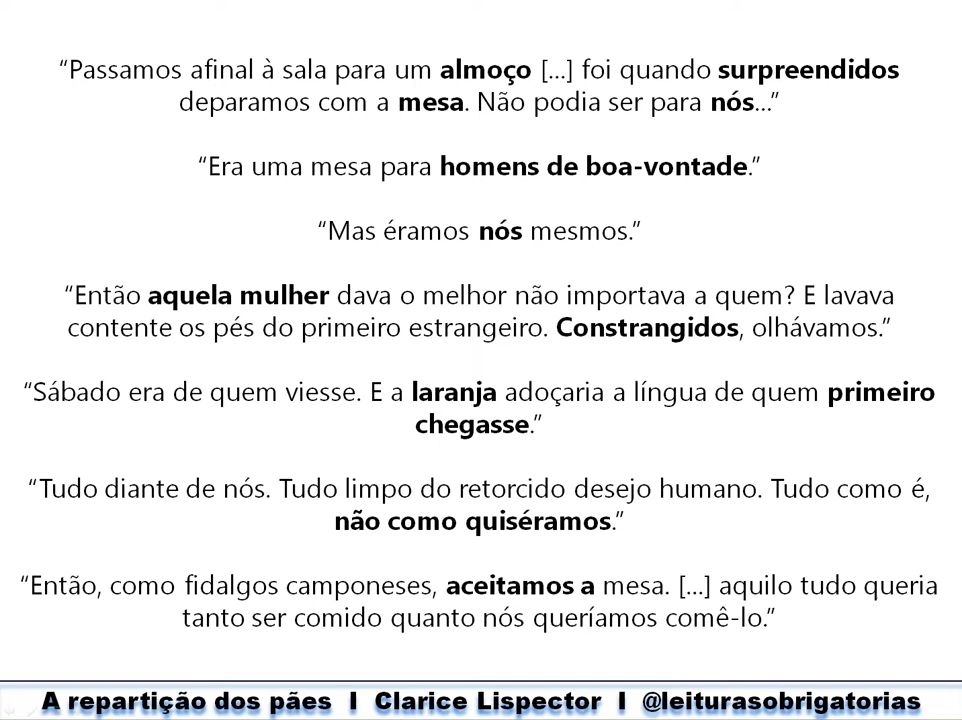 “Passamos afinal à sala para um almoço [...] foi quando surpreendidos
deparamos com a mesa. Não podia ser para nós...”
“Era uma mesa para homens de boa-vontade.”
“Mas éramos nós mesmos.”
“Então aquela mulher dava o melhor não importava a quem? E lavava
contente os pés do primeiro estrangeiro. Constrangidos, olhávamos.”
“Sábado era de quem viesse. E a laranja adoçaria a língua de quem primeiro
chegasse.”
“Tudo diante de nós. Tudo limpo do retorcido desejo humano. Tudo como é,
não como quiséramos.”
“Então, como fidalgos camponeses, aceitamos a mesa. [...] aquilo tudo queria
tanto ser comido quanto nós queríamos comê-lo.”
A repartição dos pães I Clarice Lispector I @leiturasobrigatorias